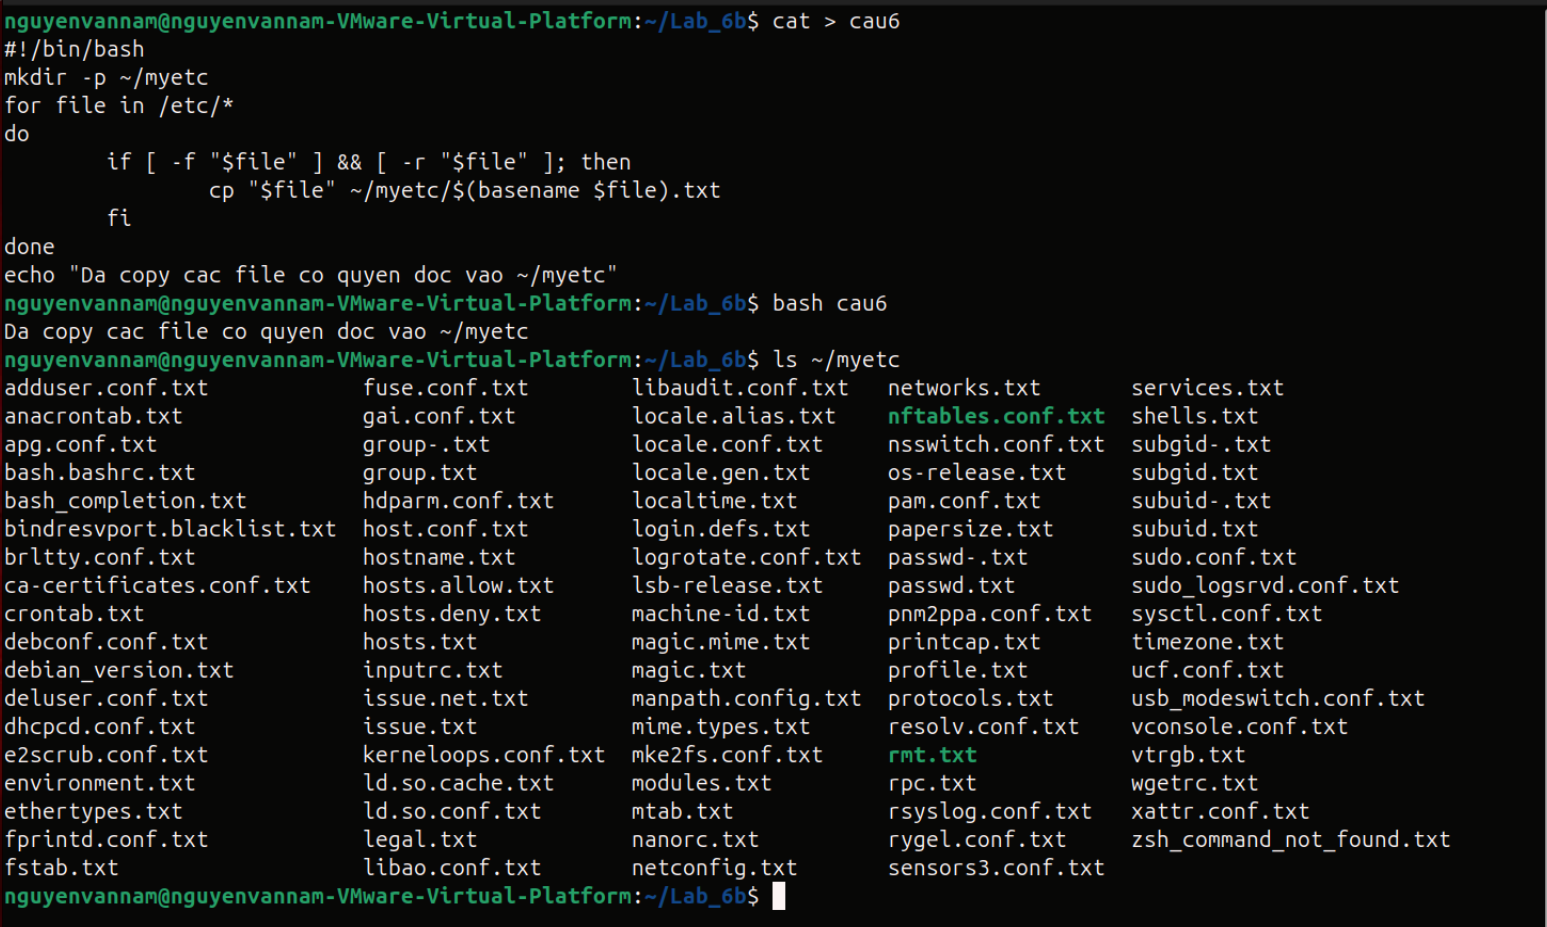 nguyenvannam@nguyenvannam-VMware-Virtual-Platform:~/Lab_6b$ cat > cau6
#!/bin/bash
mkdir -p ~/myetc
for file in /etc/*
do
        if [ -f "$file" ] && [ -r "$file" ]; then
                cp "$file" ~/myetc/$(basename $file).txt
        fi
done
echo "Da copy cac file co quyen doc vao ~/myetc"
nguyenvannam@nguyenvannam-VMware-Virtual-Platform:~/Lab_6b$ bash cau6
Da copy cac file co quyen doc vao ~/myetc
nguyenvannam@nguyenvannam-VMware-Virtual-Platform:~/Lab_6b$ ls ~/myetc
adduser.conf.txt            fuse.conf.txt        libaudit.conf.txt   networks.txt       services.txt
anacrontab.txt              gai.conf.txt         locale.alias.txt    nftables.conf.txt  shells.txt
apg.conf.txt                group-.txt           locale.conf.txt     nsswitch.conf.txt  subgid-.txt
bash.bashrc.txt             group.txt            locale.gen.txt      os-release.txt     subgid.txt
bash_completion.txt         hdparm.conf.txt      localtime.txt       pam.conf.txt       subuid-.txt
bindresvport.blacklist.txt  host.conf.txt        login.defs.txt      papersize.txt      subuid.txt
brltty.conf.txt             hostname.txt         logrotate.conf.txt  passwd-.txt        sudo.conf.txt
ca-certificates.conf.txt    hosts.allow.txt      lsb-release.txt     passwd.txt         sudo_logsrvd.conf.txt
crontab.txt                 hosts.deny.txt       machine-id.txt      pnm2ppa.conf.txt   sysctl.conf.txt
debconf.conf.txt            hosts.txt            magic.mime.txt      printcap.txt       timezone.txt
debian_version.txt          inputrc.txt          magic.txt           profile.txt        ucf.conf.txt
deluser.conf.txt            issue.net.txt        manpath.config.txt  protocols.txt      usb_modeswitch.conf.txt
dhcpcd.conf.txt             issue.txt            mime.types.txt      resolv.conf.txt    vconsole.conf.txt
e2scrub.conf.txt            kerneloops.conf.txt  mke2fs.conf.txt     rmt.txt            vtrgb.txt
environment.txt             ld.so.cache.txt      modules.txt         rpc.txt            wgetrc.txt
ethertypes.txt              ld.so.conf.txt       mtab.txt            rsyslog.conf.txt   xattr.conf.txt
fprintd.conf.txt            legal.txt            nanorc.txt          rygel.conf.txt     zsh_command_not_found.txt
fstab.txt                   libao.conf.txt       netconfig.txt       sensors3.conf.txt
nguyenvannam@nguyenvannam-VMware-Virtual-Platform:~/Lab_6b$